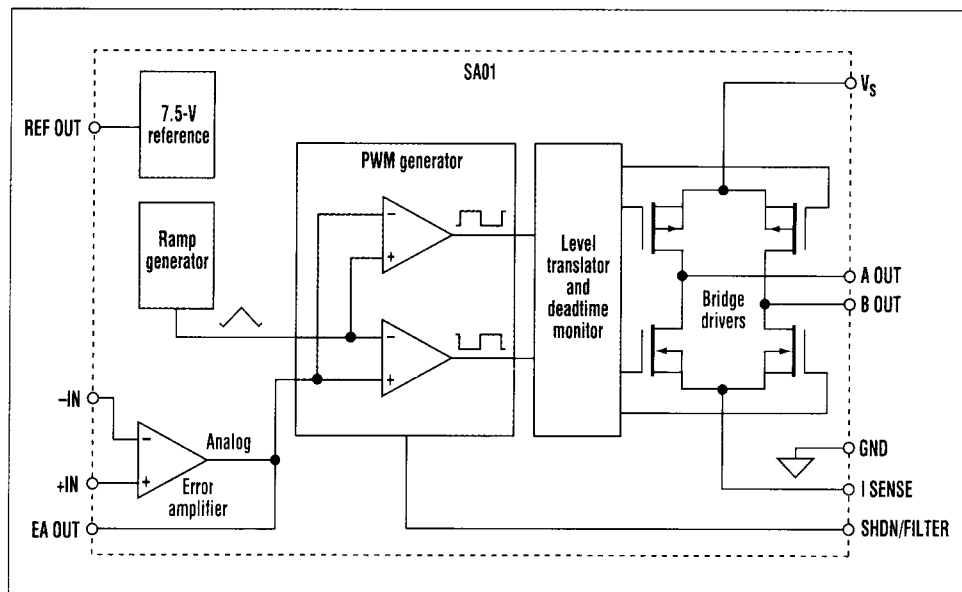 SA01
7.5-V
reference
REF OUT
VS
PWM generator
Ramp
generator
Level
translator
and
deadtime
monitor
A OUT
B OUT
Bridge
drivers
–IN
+IN
EA OUT
Analog
Error
amplifier
GND
I SENSE
SHDN/FILTER
−
+
−
+
−
+